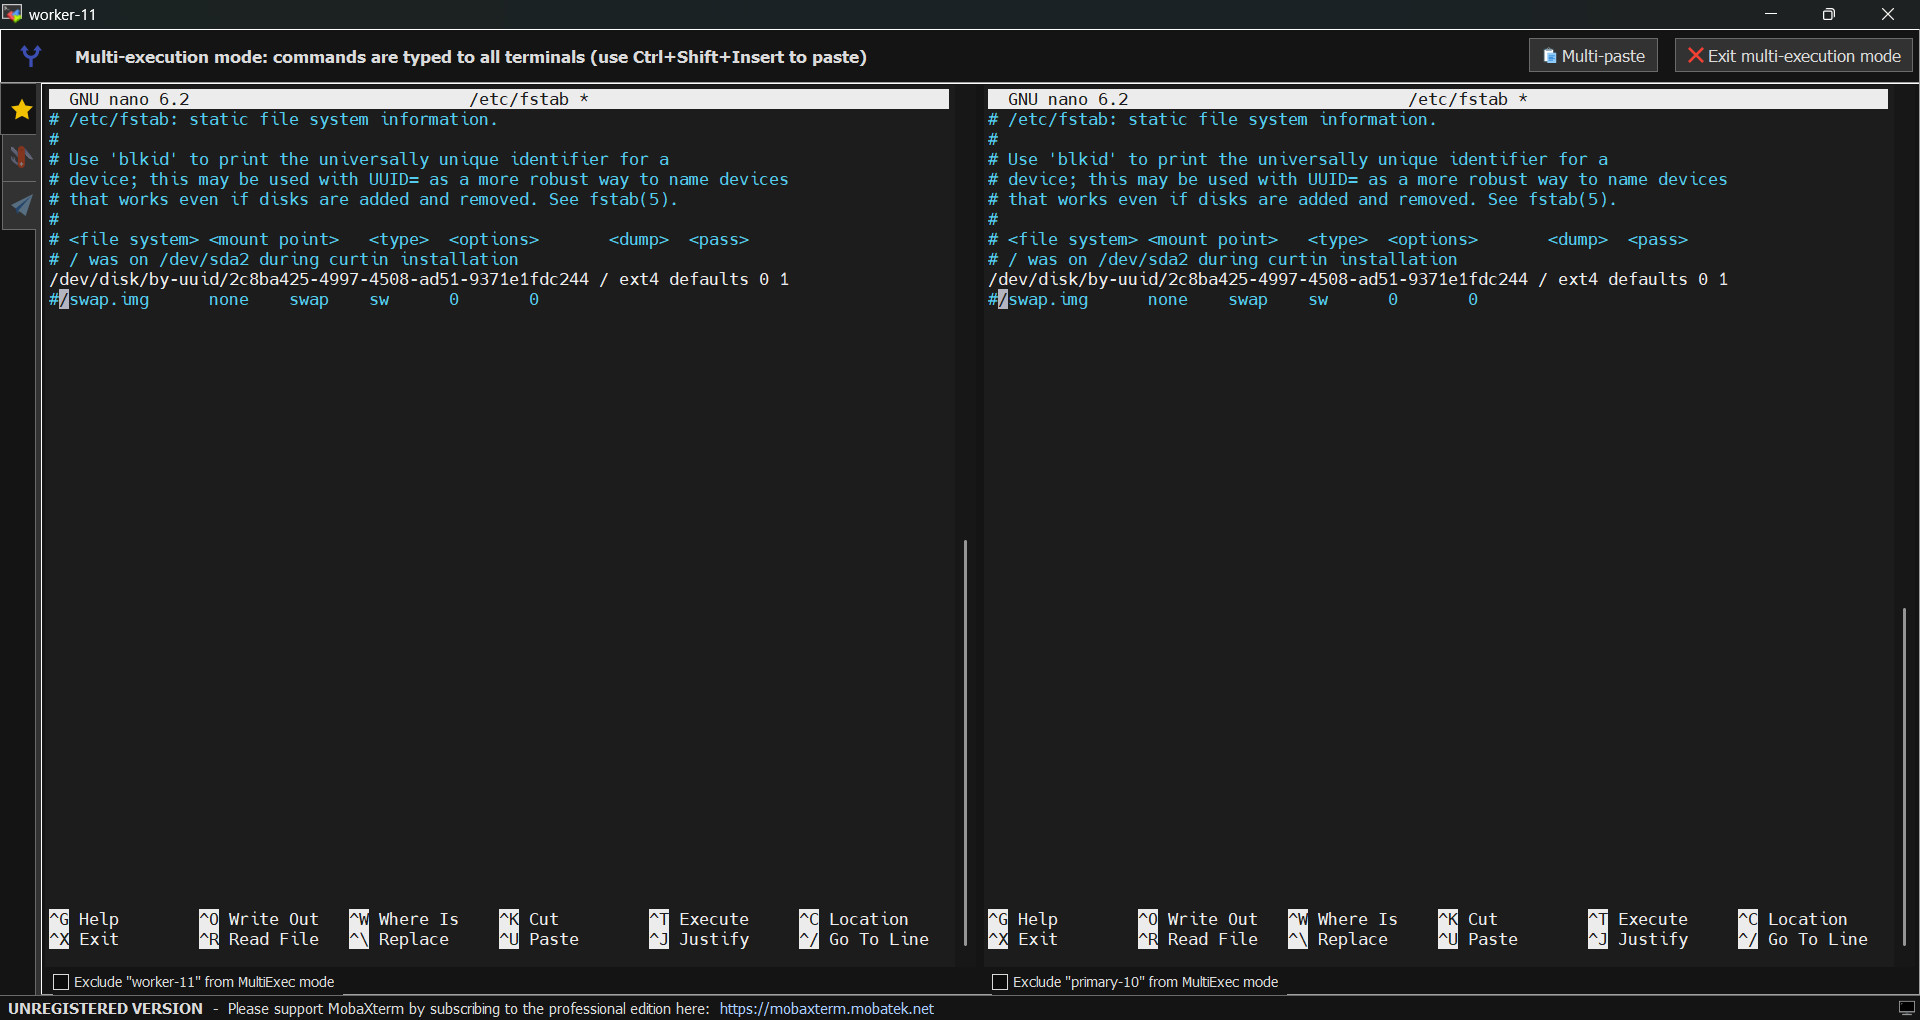 worker-11
Multi-execution mode: commands are typed to all terminals (use Ctrl+Shift+Insert to paste)
Multi-paste
Exit multi-execution mode
GNU nano 6.2 /etc/fstab *
# /etc/fstab: static file system information.
#
# Use 'blkid' to print the universally unique identifier for a
# device; this may be used with UUID= as a more robust way to name devices
# that works even if disks are added and removed. See fstab(5).
#
# <file system> <mount point> <type> <options> <dump> <pass>
# / was on /dev/sda2 during curtin installation
/dev/disk/by-uuid/2c8ba425-4997-4508-ad51-9371e1fdc244 / ext4 defaults 0 1
#/swap.img none swap sw 0 0
^G Help ^O Write Out ^W Where Is ^K Cut ^T Execute ^C Location
^X Exit ^R Read File ^\ Replace ^U Paste ^J Justify ^/ Go To Line
Exclude "worker-11" from MultiExec mode
GNU nano 6.2 /etc/fstab *
# /etc/fstab: static file system information.
#
# Use 'blkid' to print the universally unique identifier for a
# device; this may be used with UUID= as a more robust way to name devices
# that works even if disks are added and removed. See fstab(5).
#
# <file system> <mount point> <type> <options> <dump> <pass>
# / was on /dev/sda2 during curtin installation
/dev/disk/by-uuid/2c8ba425-4997-4508-ad51-9371e1fdc244 / ext4 defaults 0 1
#/swap.img none swap sw 0 0
^G Help ^O Write Out ^W Where Is ^K Cut ^T Execute ^C Location
^X Exit ^R Read File ^\ Replace ^U Paste ^J Justify ^/ Go To Line
Exclude "primary-10" from MultiExec mode
UNREGISTERED VERSION - Please support MobaXterm by subscribing to the professional edition here: https://mobaxterm.mobatek.net